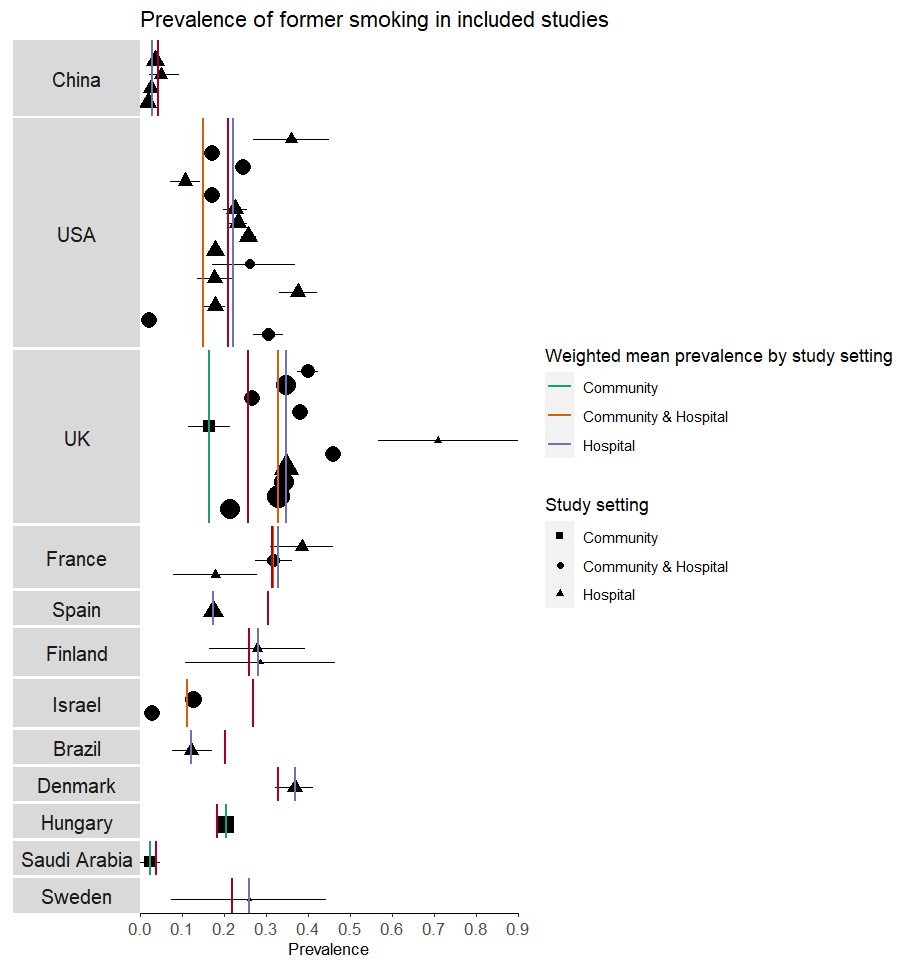 Prevalence of former smoking in included studies
China
USA
UK
France
Spain
Finland
Israel
Brazil
Denmark
Hungary
Saudi Arabia
Sweden
0.0 0.1 0.2 0.3 0.4 0.5 0.6 0.7 0.8 0.9
Prevalence
Weighted mean prevalence by study setting
Community
Community & Hospital
Hospital
Study setting
Community
Community & Hospital
Hospital